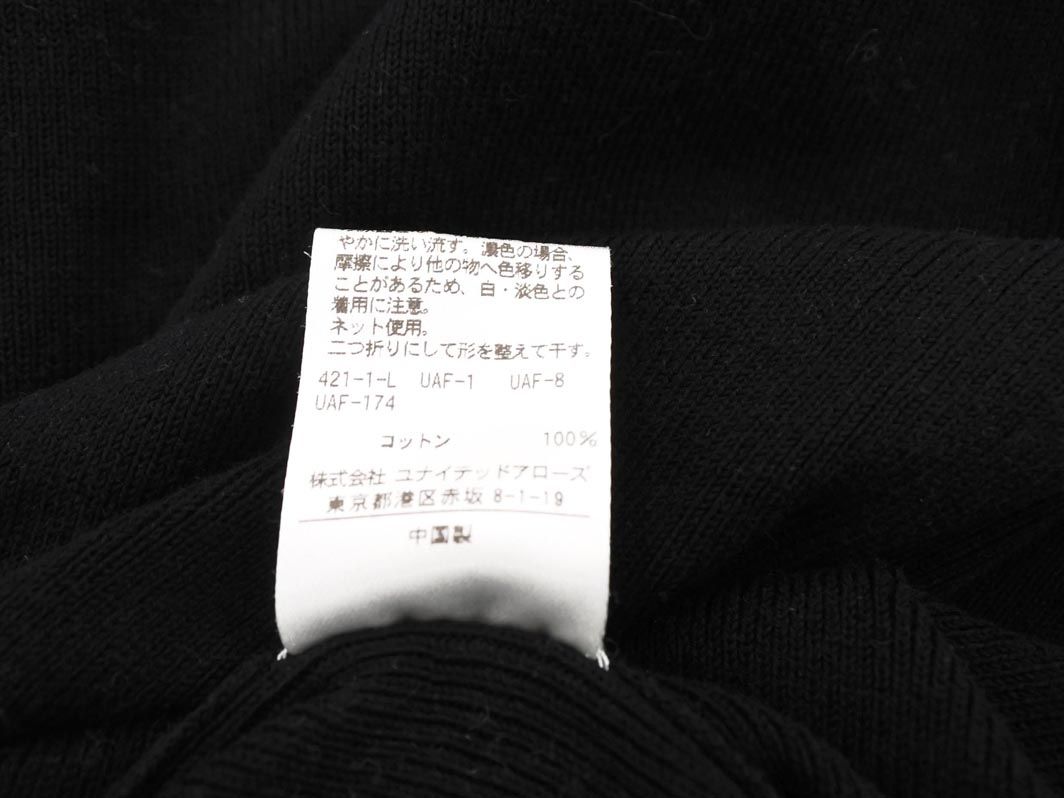 やかに洗い流す。濃色の場合、
摩擦により他の物へ色移りする
ことがあるため、白・淡色との
着用に注意。
ネット使用。
二つ折りにして形を整えて干す。
421-1-L UAF-1 UAF-8
UAF-174
コットン 100%
株式会社 ユナイテッドアローズ
東京都港区赤坂 8-1-19
中国製